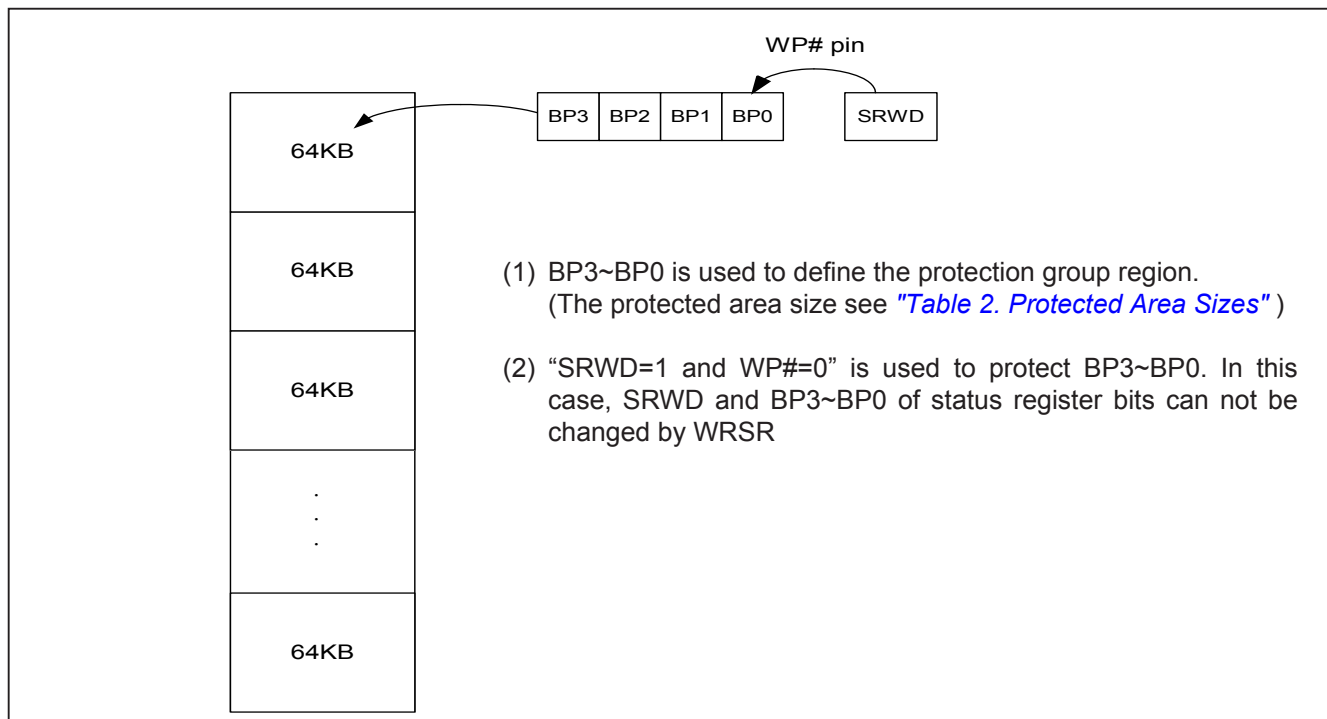 WP# pin
BP3 BP2 BP1 BP0 SRWD
64KB
64KB
64KB
.
.
.
64KB
(1) BP3~BP0 is used to define the protection group region.
(The protected area size see "Table 2. Protected Area Sizes" )
(2) “SRWD=1 and WP#=0” is used to protect BP3~BP0. In this
case, SRWD and BP3~BP0 of status register bits can not be
changed by WRSR